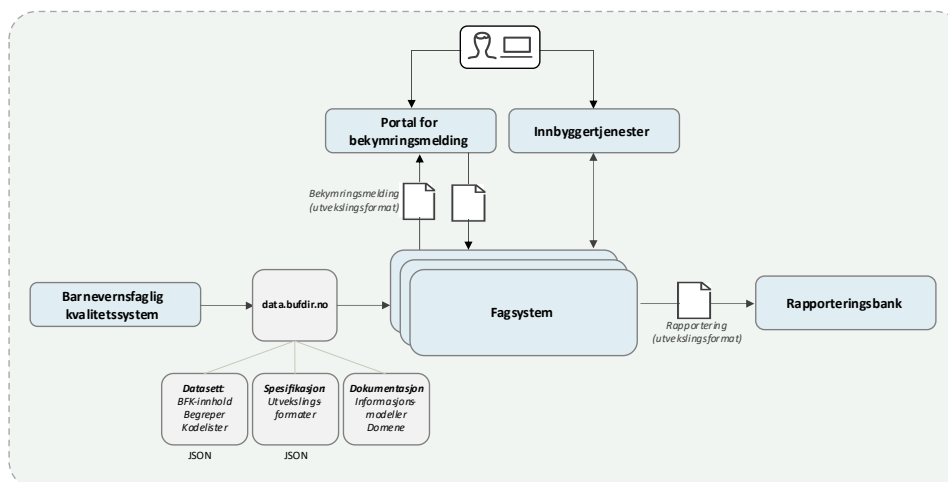 Portal for
bekymringsmelding
Innbyggertjenester
Bekymringsmelding
(utvekslingsformat)
Barnevernsfaglig
kvalitetssystem
data.bufdir.no
Fagsystem
Rapporteringsbank
Rapportering
(utvekslingsformat)
Datasett:
BFK-innhold
Begreper
Kodelister
Spesifikasjon
Utvekslings-
formater
Dokumentasjon
Informasjons-
modeller
Domene
JSON
JSON